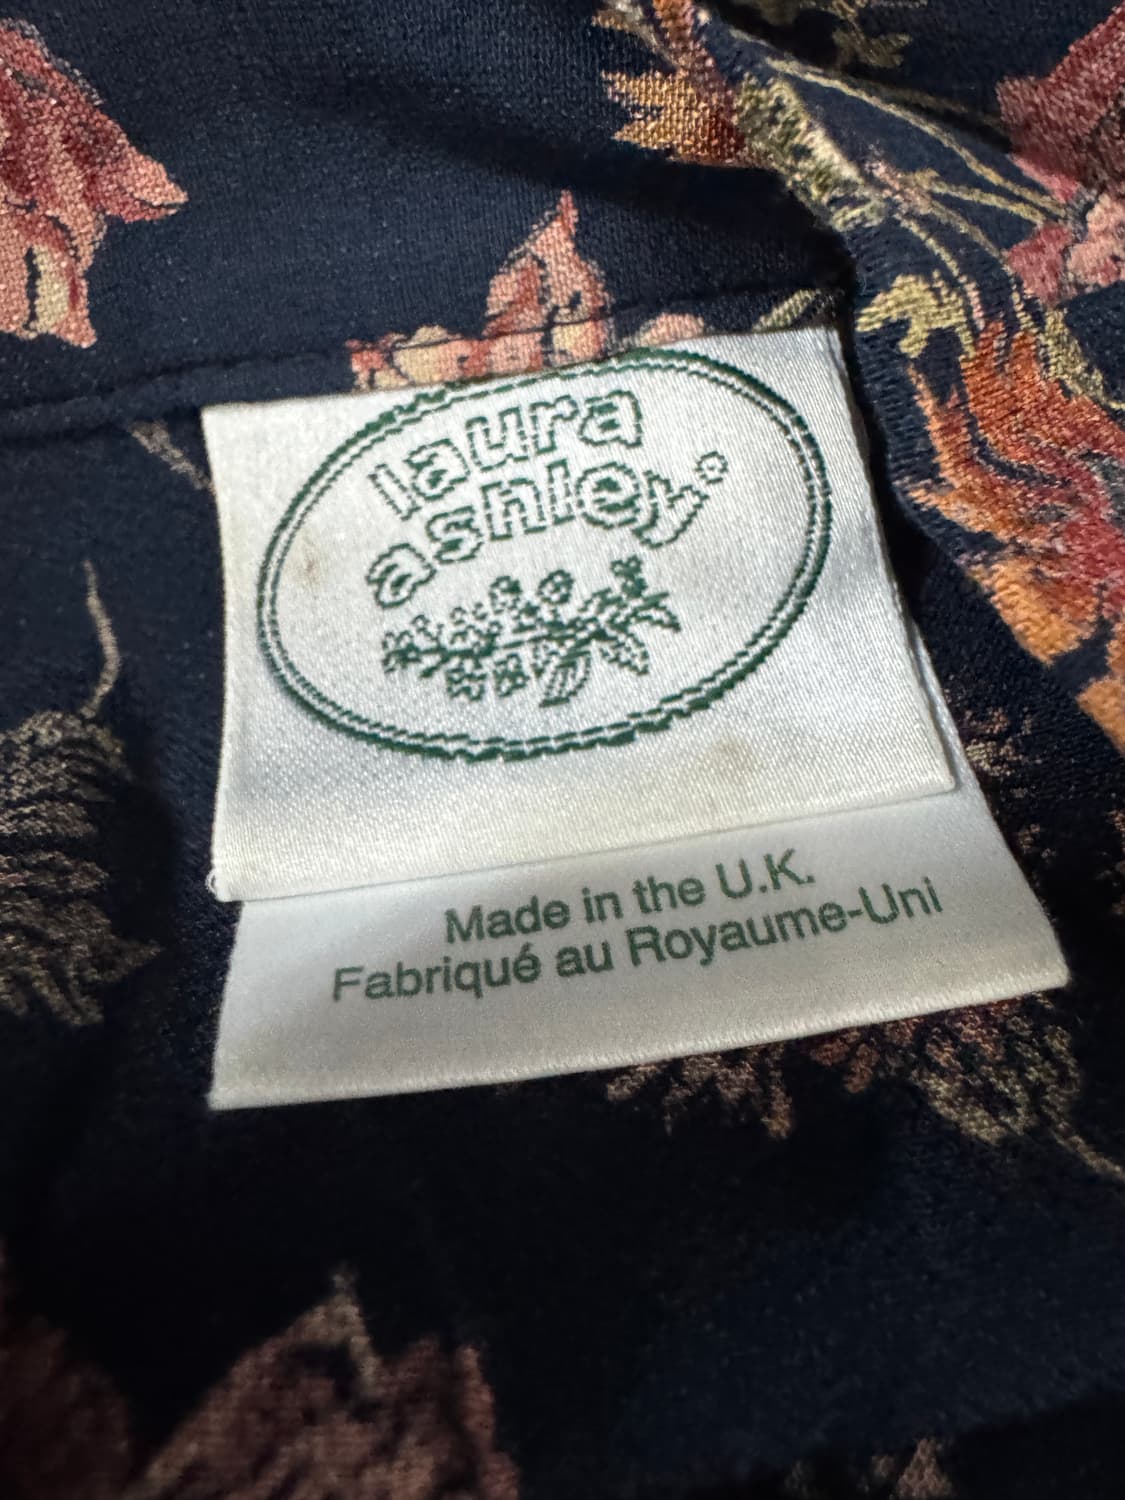 laura
ashley®
Made in the U.K.
Fabriqué au Royaume-Uni